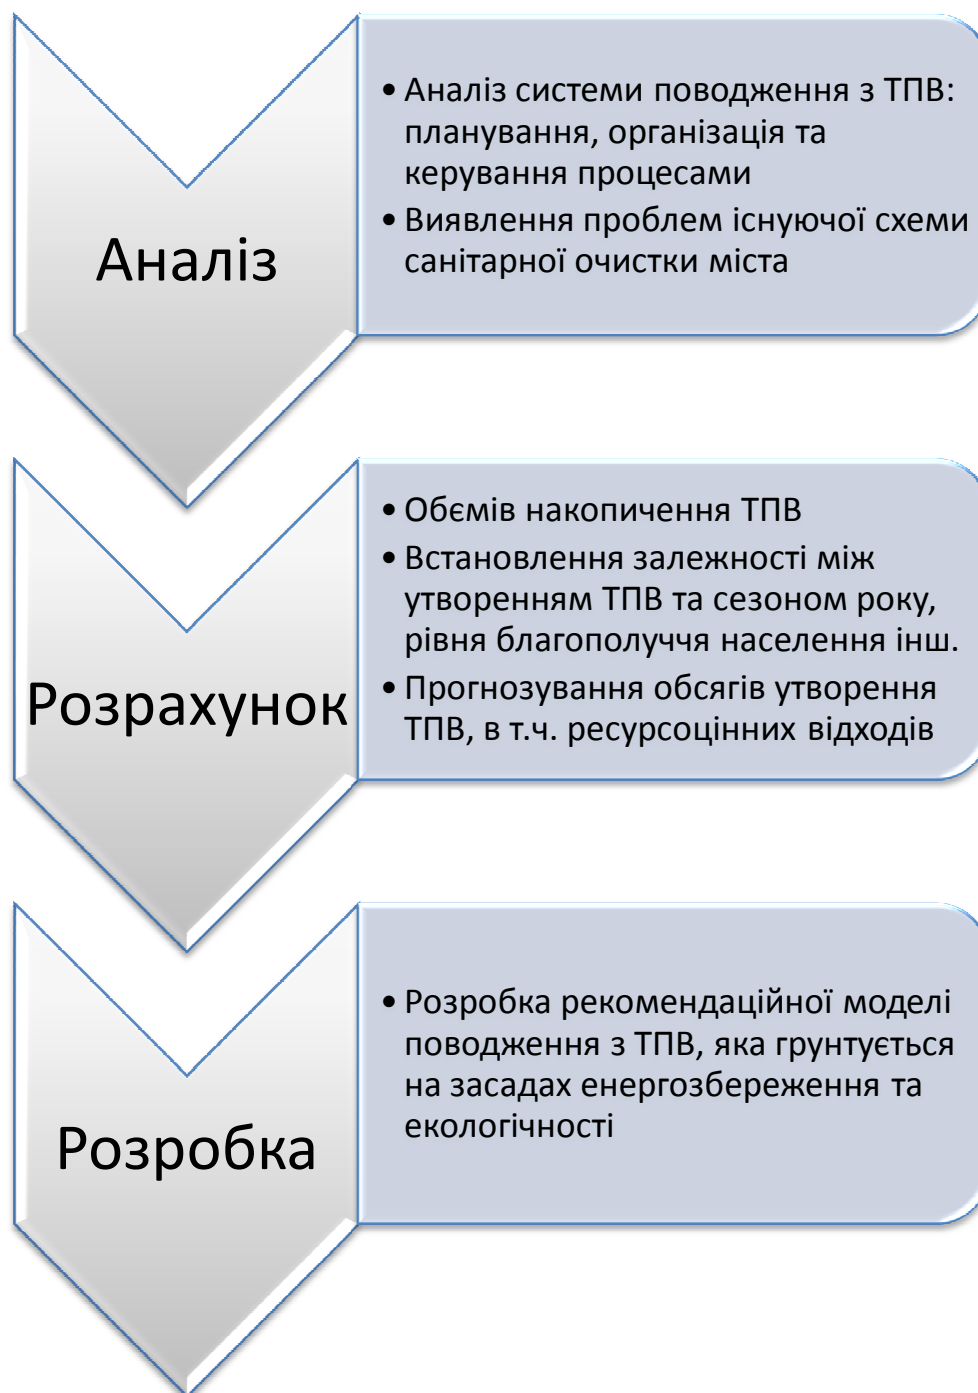 Аналіз
• Аналіз системи поводження з ТПВ:
планування, організація та
керування процесами
• Виявлення проблем існуючої схеми
санітарної очистки міста
Розрахунок
• Обємів накопичення ТПВ
• Встановлення залежності між
утворенням ТПВ та сезоном року,
рівня благополуччя населення інш.
• Прогнозування обсягів утворення
ТПВ, в т.ч. ресурсоцінних відходів
Розробка
• Розробка рекомендаційної моделі
поводження з ТПВ, яка грунтується
на засадах енергозбереження та
екологічності